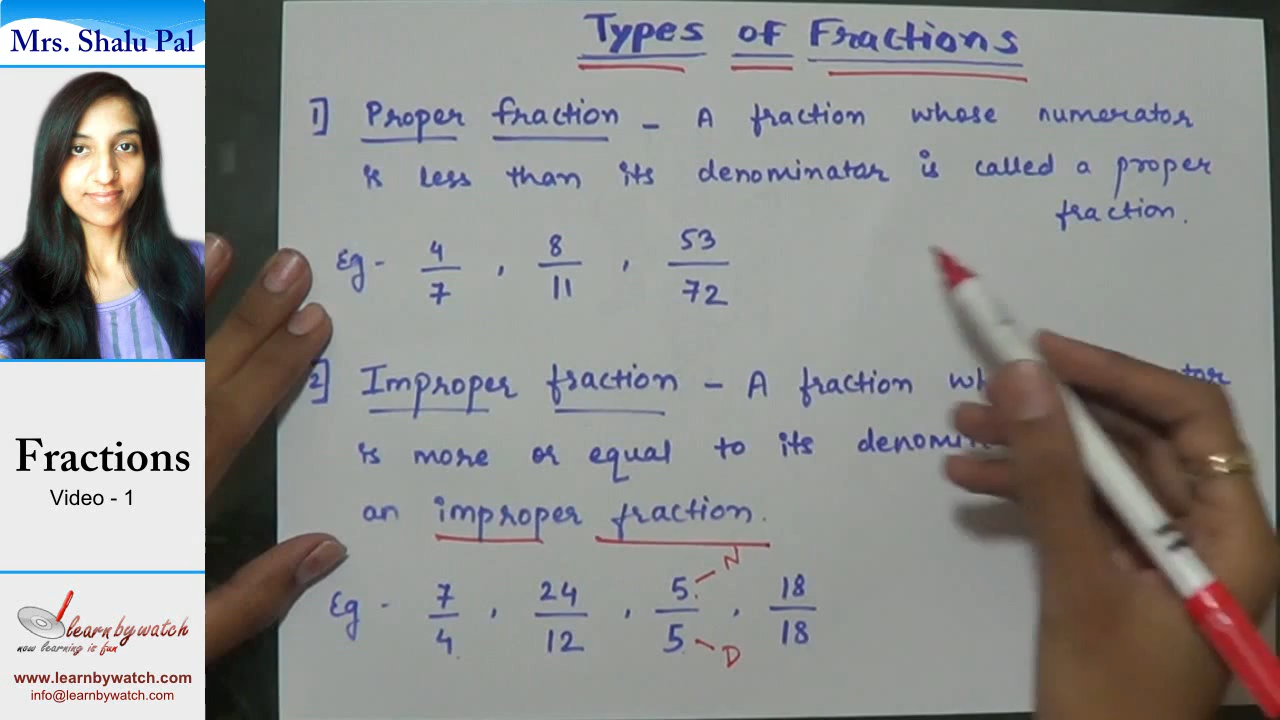 Mrs. Shalu Pal
Fractions
Video - 1
learnbywatch
now learning is fun
www.learnbywatch.com
info@learnbywatch.com
Types of Fractions
1] Proper fraction - A fraction whose numerator
is less than its denominator is called a proper
fraction.
Eg - 4/7 , 8/11 , 53/72
2] Improper fraction - A fraction
is more or equal to its
an improper fraction.
Eg - 7/4 , 24/12 , 5/5 , 18/18
N
D